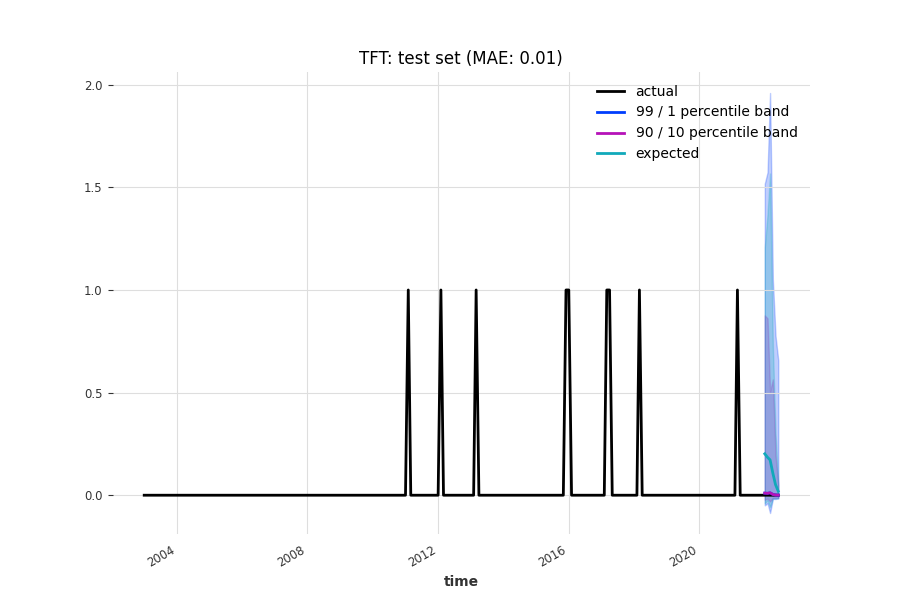 TFT: test set (MAE: 0.01)
2.0
1.5
1.0
0.5
0.0
actual
99 / 1 percentile band
90 / 10 percentile band
expected
2004
2008
2012
2016
2020
time